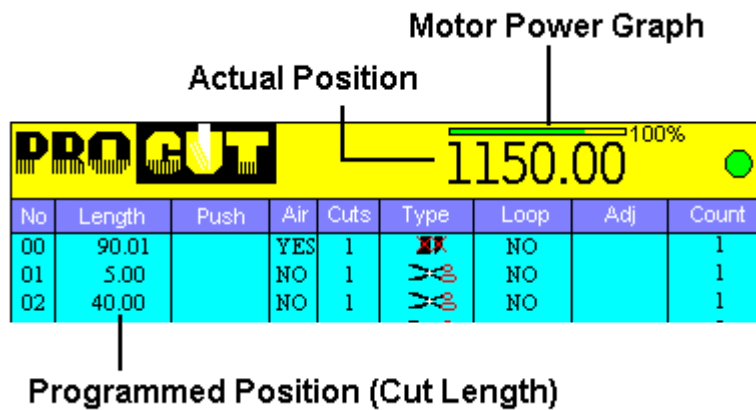 Motor Power Graph
Actual Position
PRO CUT
100%
1150.00
No Length Push Air Cuts Type Loop Adj Count
00 90.01 YES 1 NO 1
01 5.00 NO 1 NO 1
02 40.00 NO 1 NO 1
Programmed Position (Cut Length)